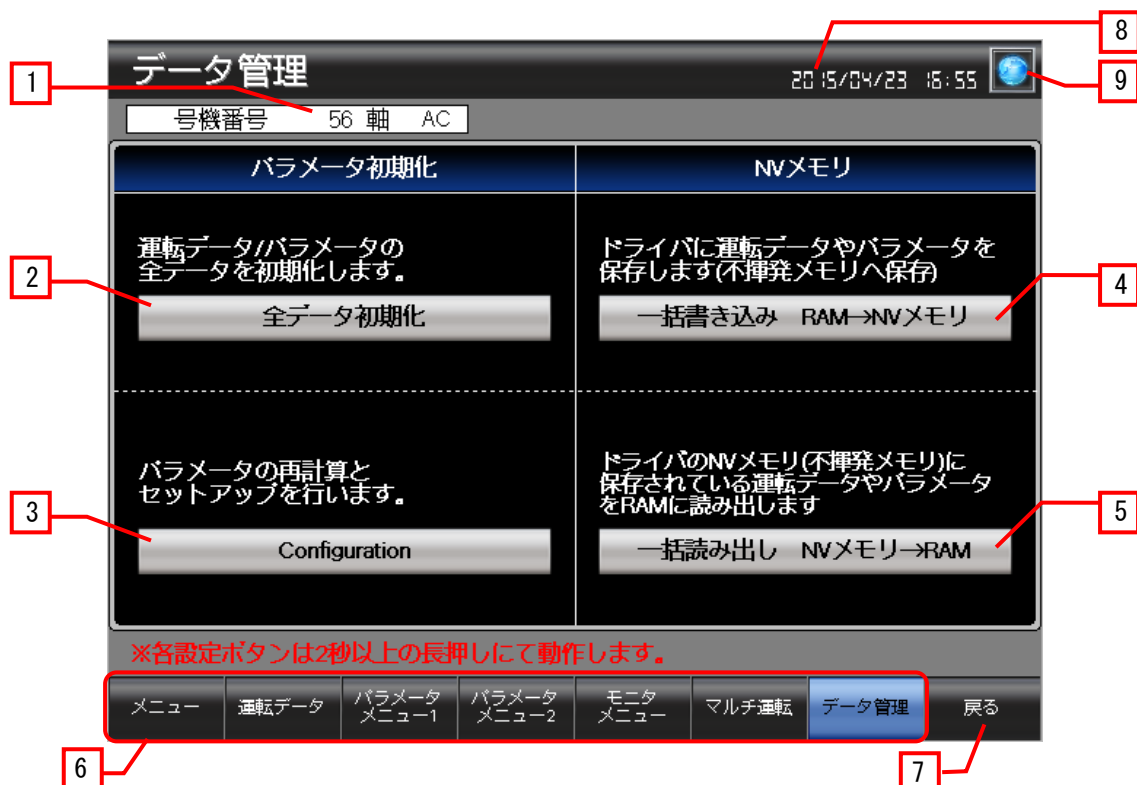 8
データ管理
2015/04/23 16:55
9
1
号機番号 56 軸 AC
パラメータ初期化
NVメモリ
運転データ/パラメータの
全データを初期化します。
ドライバに運転データやパラメータを
保存します(不揮発メモリへ保存)
2
4
全データ初期化
一括書き込み RAM→NVメモリ
パラメータの再計算と
セットアップを行います。
ドライバのNVメモリ(不揮発メモリ)に
保存されている運転データやパラメータ
をRAMに読み出します
3
5
Configuration
一括読み出し NVメモリ→RAM
※各設定ボタンは2秒以上の長押しにて動作します。
メニュー
運転データ
パラメータ
メニュー1
パラメータ
メニュー2
モニタ
メニュー
マルチ運転
データ管理
戻る
6
7